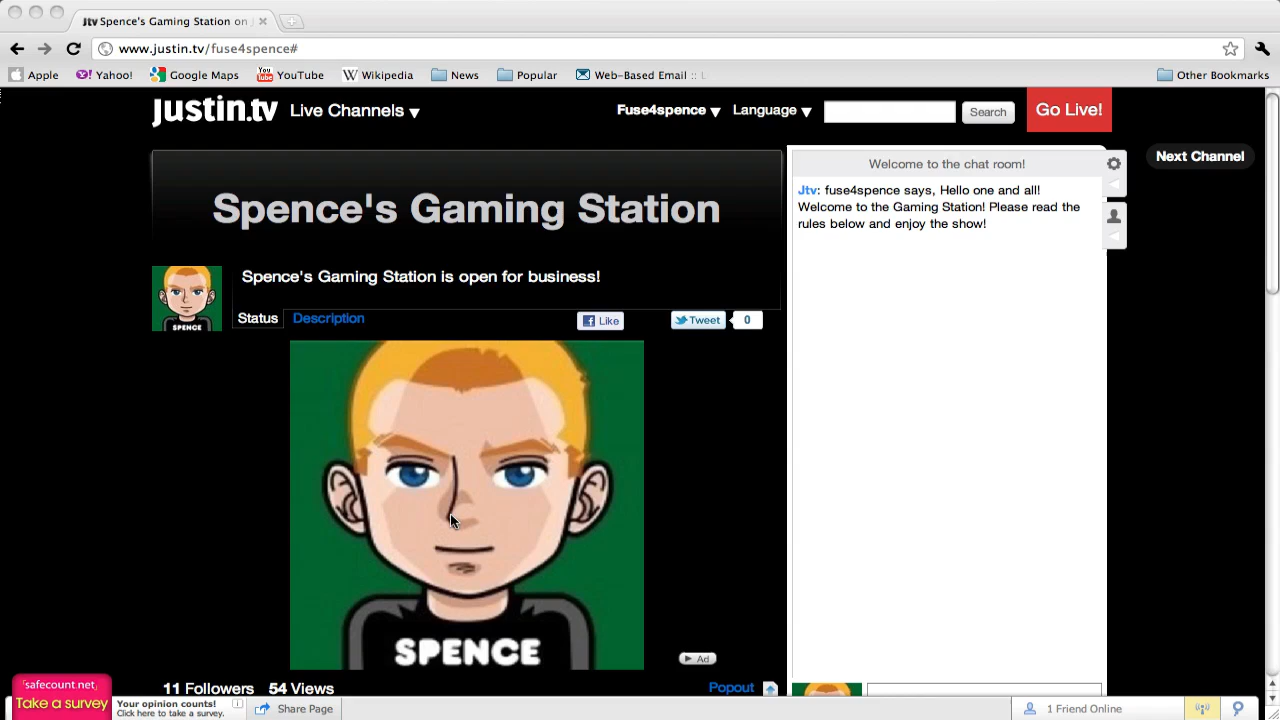 Jtv Spence's Gaming Station on J
www.justin.tv/fuse4spence#
Apple Yahoo! Google Maps YouTube Wikipedia News Popular Web-Based Email :: L Other Bookmarks
Justin.tv Live Channels Fuse4spence Language Search Go Live!
Next Channel
Welcome to the chat room!
Jtv: fuse4spence says, Hello one and all!
Welcome to the Gaming Station! Please read the
rules below and enjoy the show!
Spence's Gaming Station
Spence's Gaming Station is open for business!
SPENCE
Status Description Like Tweet 0
SPENCE
Ad
11 Followers 54 Views Popout
safecount.net
Take a survey
Your opinion counts!
Click here to take a survey.
Share Page
1 Friend Online